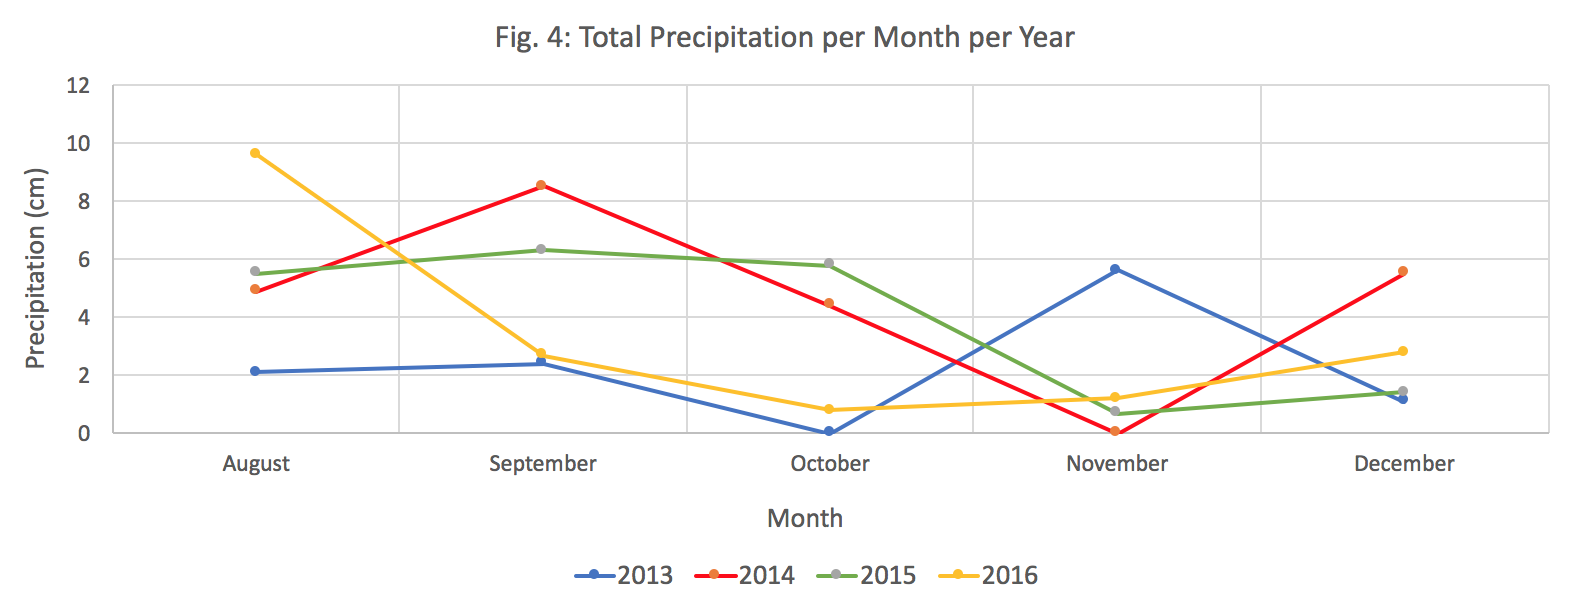 Fig. 4: Total Precipitation per Month per Year
12
10
8
6
4
2
0
Precipitation (cm)
August September October November December
Month
2013 2014 2015 2016